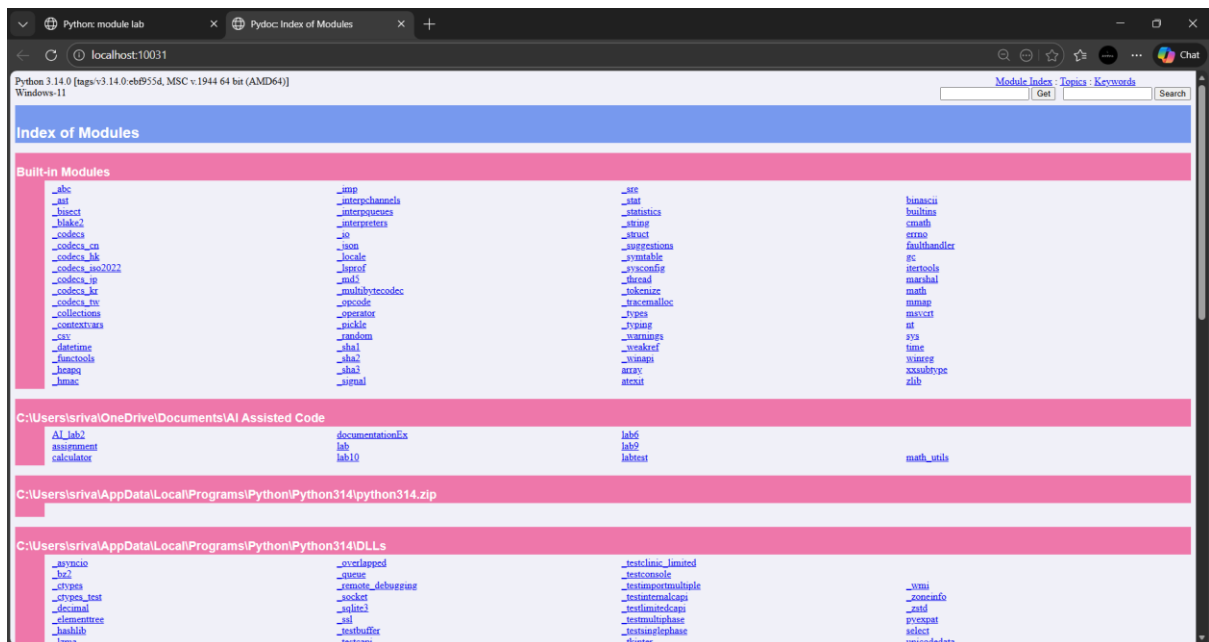 Python: module lab
Pydoc: Index of Modules
localhost:10031
Chat
Python 3.14.0 [tags/v3.14.0:ebf955d, MSC v.1944 64 bit (AMD64)]
Windows-11
Module Index : Topics : Keywords
Get
Search
Index of Modules
Built-in Modules
_abc
_ast
_bisect
_blake2
_codecs
_codecs_cn
_codecs_hk
_codecs_iso2022
_codecs_jp
_codecs_kr
_codecs_tw
_collections
_contextvars
_csv
_datetime
_functools
_heapq
_hmac
_imp
_interpchannels
_interpqueues
_interpreters
_io
_json
_locale
_lsprof
_md5
_multibytecodec
_opcode
_operator
_pickle
_random
_sha1
_sha2
_sha3
_signal
_sre
_stat
_statistics
_string
_struct
_suggestions
_symtable
_sysconfig
_thread
_tokenize
_tracemalloc
_types
_typing
_warnings
_weakref
_winapi
array
atexit
binascii
builtins
cmath
errno
faulthandler
gc
itertools
marshal
math
mmap
msvcrt
nt
sys
time
winreg
xxsubtype
zlib
C:\Users\sriva\OneDrive\Documents\AI Assisted Code
AI_lab2
assignment
calculator
documentationEx
lab
lab10
lab6
lab9
labtest
math_utils
C:\Users\sriva\AppData\Local\Programs\Python\Python314\python314.zip
C:\Users\sriva\AppData\Local\Programs\Python\Python314\DLLs
_asyncio
_bz2
_ctypes
_ctypes_test
_decimal
_elementtree
_hashlib
_overlapped
_queue
_remote_debugging
_socket
_sqlite3
_ssl
_testbuffer
_testclinic_limited
_testconsole
_testimportmultiple
_testinternalcapi
_testlimitedcapi
_testmultiphase
_testsinglephase
_wmi
_zoneinfo
_zstd
pyexpat
select